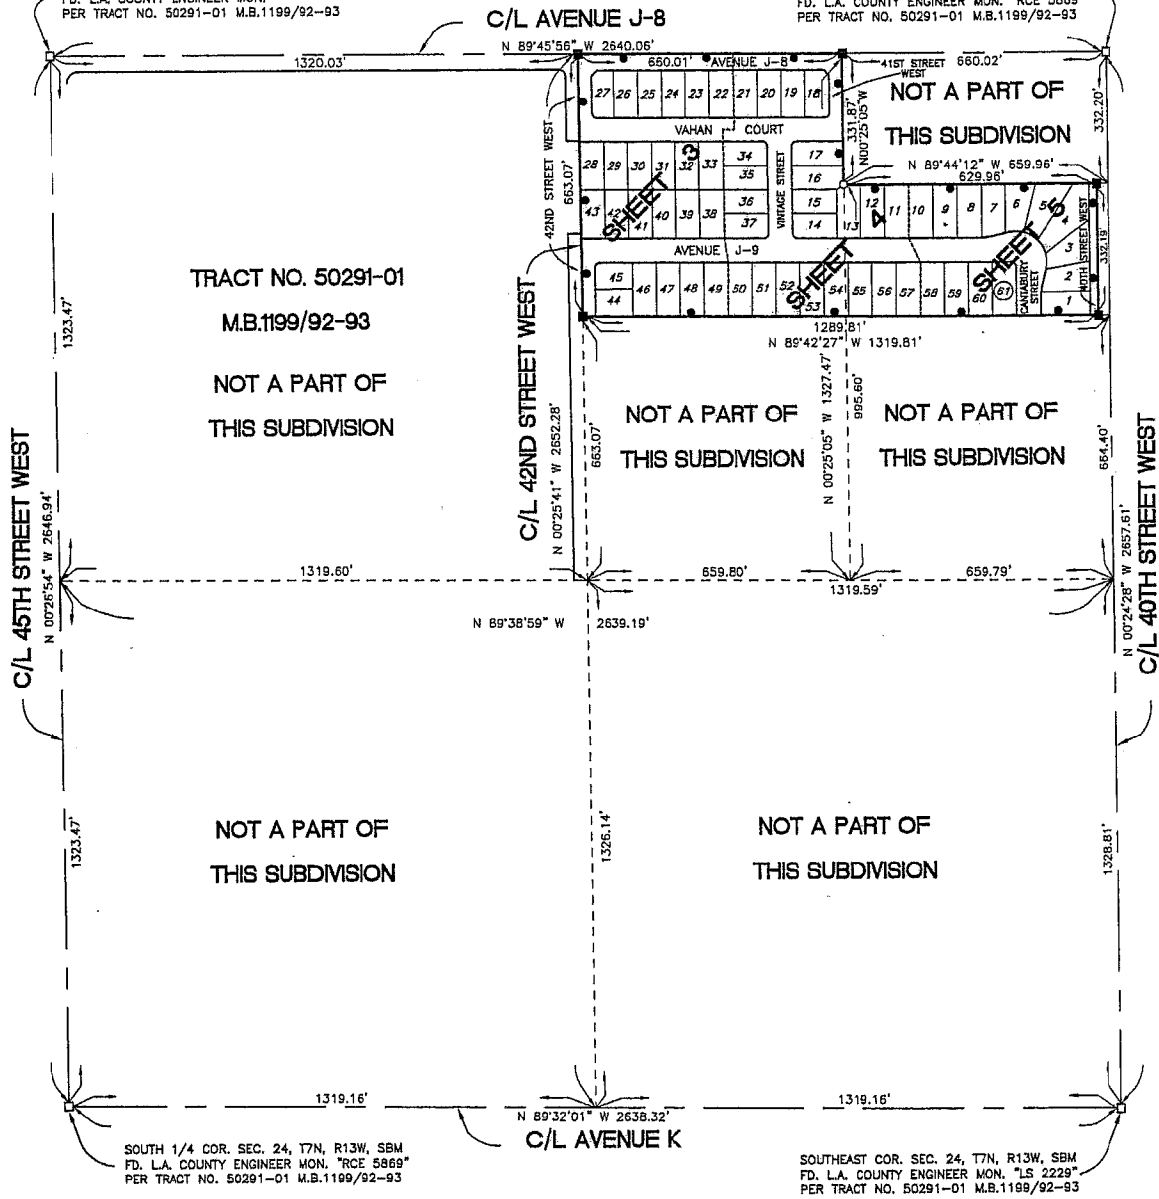 FD. L.A. COUNTY ENGINEER MON.
PER TRACT NO. 50291-01 M.B.1199/92-93
FD. L.A. COUNTY ENGINEER MON. "RCE 5869"
PER TRACT NO. 50291-01 M.B.1199/92-93
C/L AVENUE J-8
N 89°45'56" W 2640.06'
1320.03'
660.01'
AVENUE J-8
41ST STREET
WEST
660.02'
27 26 25 24 23 22 21 20 19 18
NOT A PART OF
THIS SUBDIVISION
331.87'
N00°25'05"W
332.20'
VAHAN COURT
42ND STREET WEST
663.07'
28 29 30 31 32 33
34
35
17
16
N 89°44'12" W 659.96'
629.96'
SHEET 3
VINTAGE STREET
43 42 41 40 39 38
36
37
15
14
13 12 11 10 9 8 7 6 5 4
3
2
1
SHEET 4
SHEET 5
40TH STREET WEST
332.19'
AVENUE J-9
CANTABURY
STREET
45
44
46 47 48 49 50 51 52 53 54 55 56 57 58 59 60 61
1289.81'
N 89°42'27" W 1319.81'
TRACT NO. 50291-01
M.B.1199/92-93
NOT A PART OF
THIS SUBDIVISION
1323.47'
C/L 42ND STREET WEST
N 00°25'41" W 2652.28'
663.07'
NOT A PART OF
THIS SUBDIVISION
N 00°25'05" W 1327.47'
995.60'
NOT A PART OF
THIS SUBDIVISION
664.40'
C/L 45TH STREET WEST
N 00°26'54" W 2646.94'
C/L 40TH STREET WEST
N 00°24'28" W 2657.61'
1319.60'
659.80'
659.79'
1319.59'
N 89°38'59" W 2639.19'
1323.47'
NOT A PART OF
THIS SUBDIVISION
1326.14'
NOT A PART OF
THIS SUBDIVISION
1328.81'
1319.16'
1319.16'
N 89°32'01" W 2638.32'
C/L AVENUE K
SOUTH 1/4 COR. SEC. 24, T7N, R13W, SBM
FD. L.A. COUNTY ENGINEER MON. "RCE 5869"
PER TRACT NO. 50291-01 M.B.1199/92-93
SOUTHEAST COR. SEC. 24, T7N, R13W, SBM
FD. L.A. COUNTY ENGINEER MON. "LS 2229"
PER TRACT NO. 50291-01 M.B.1199/92-93